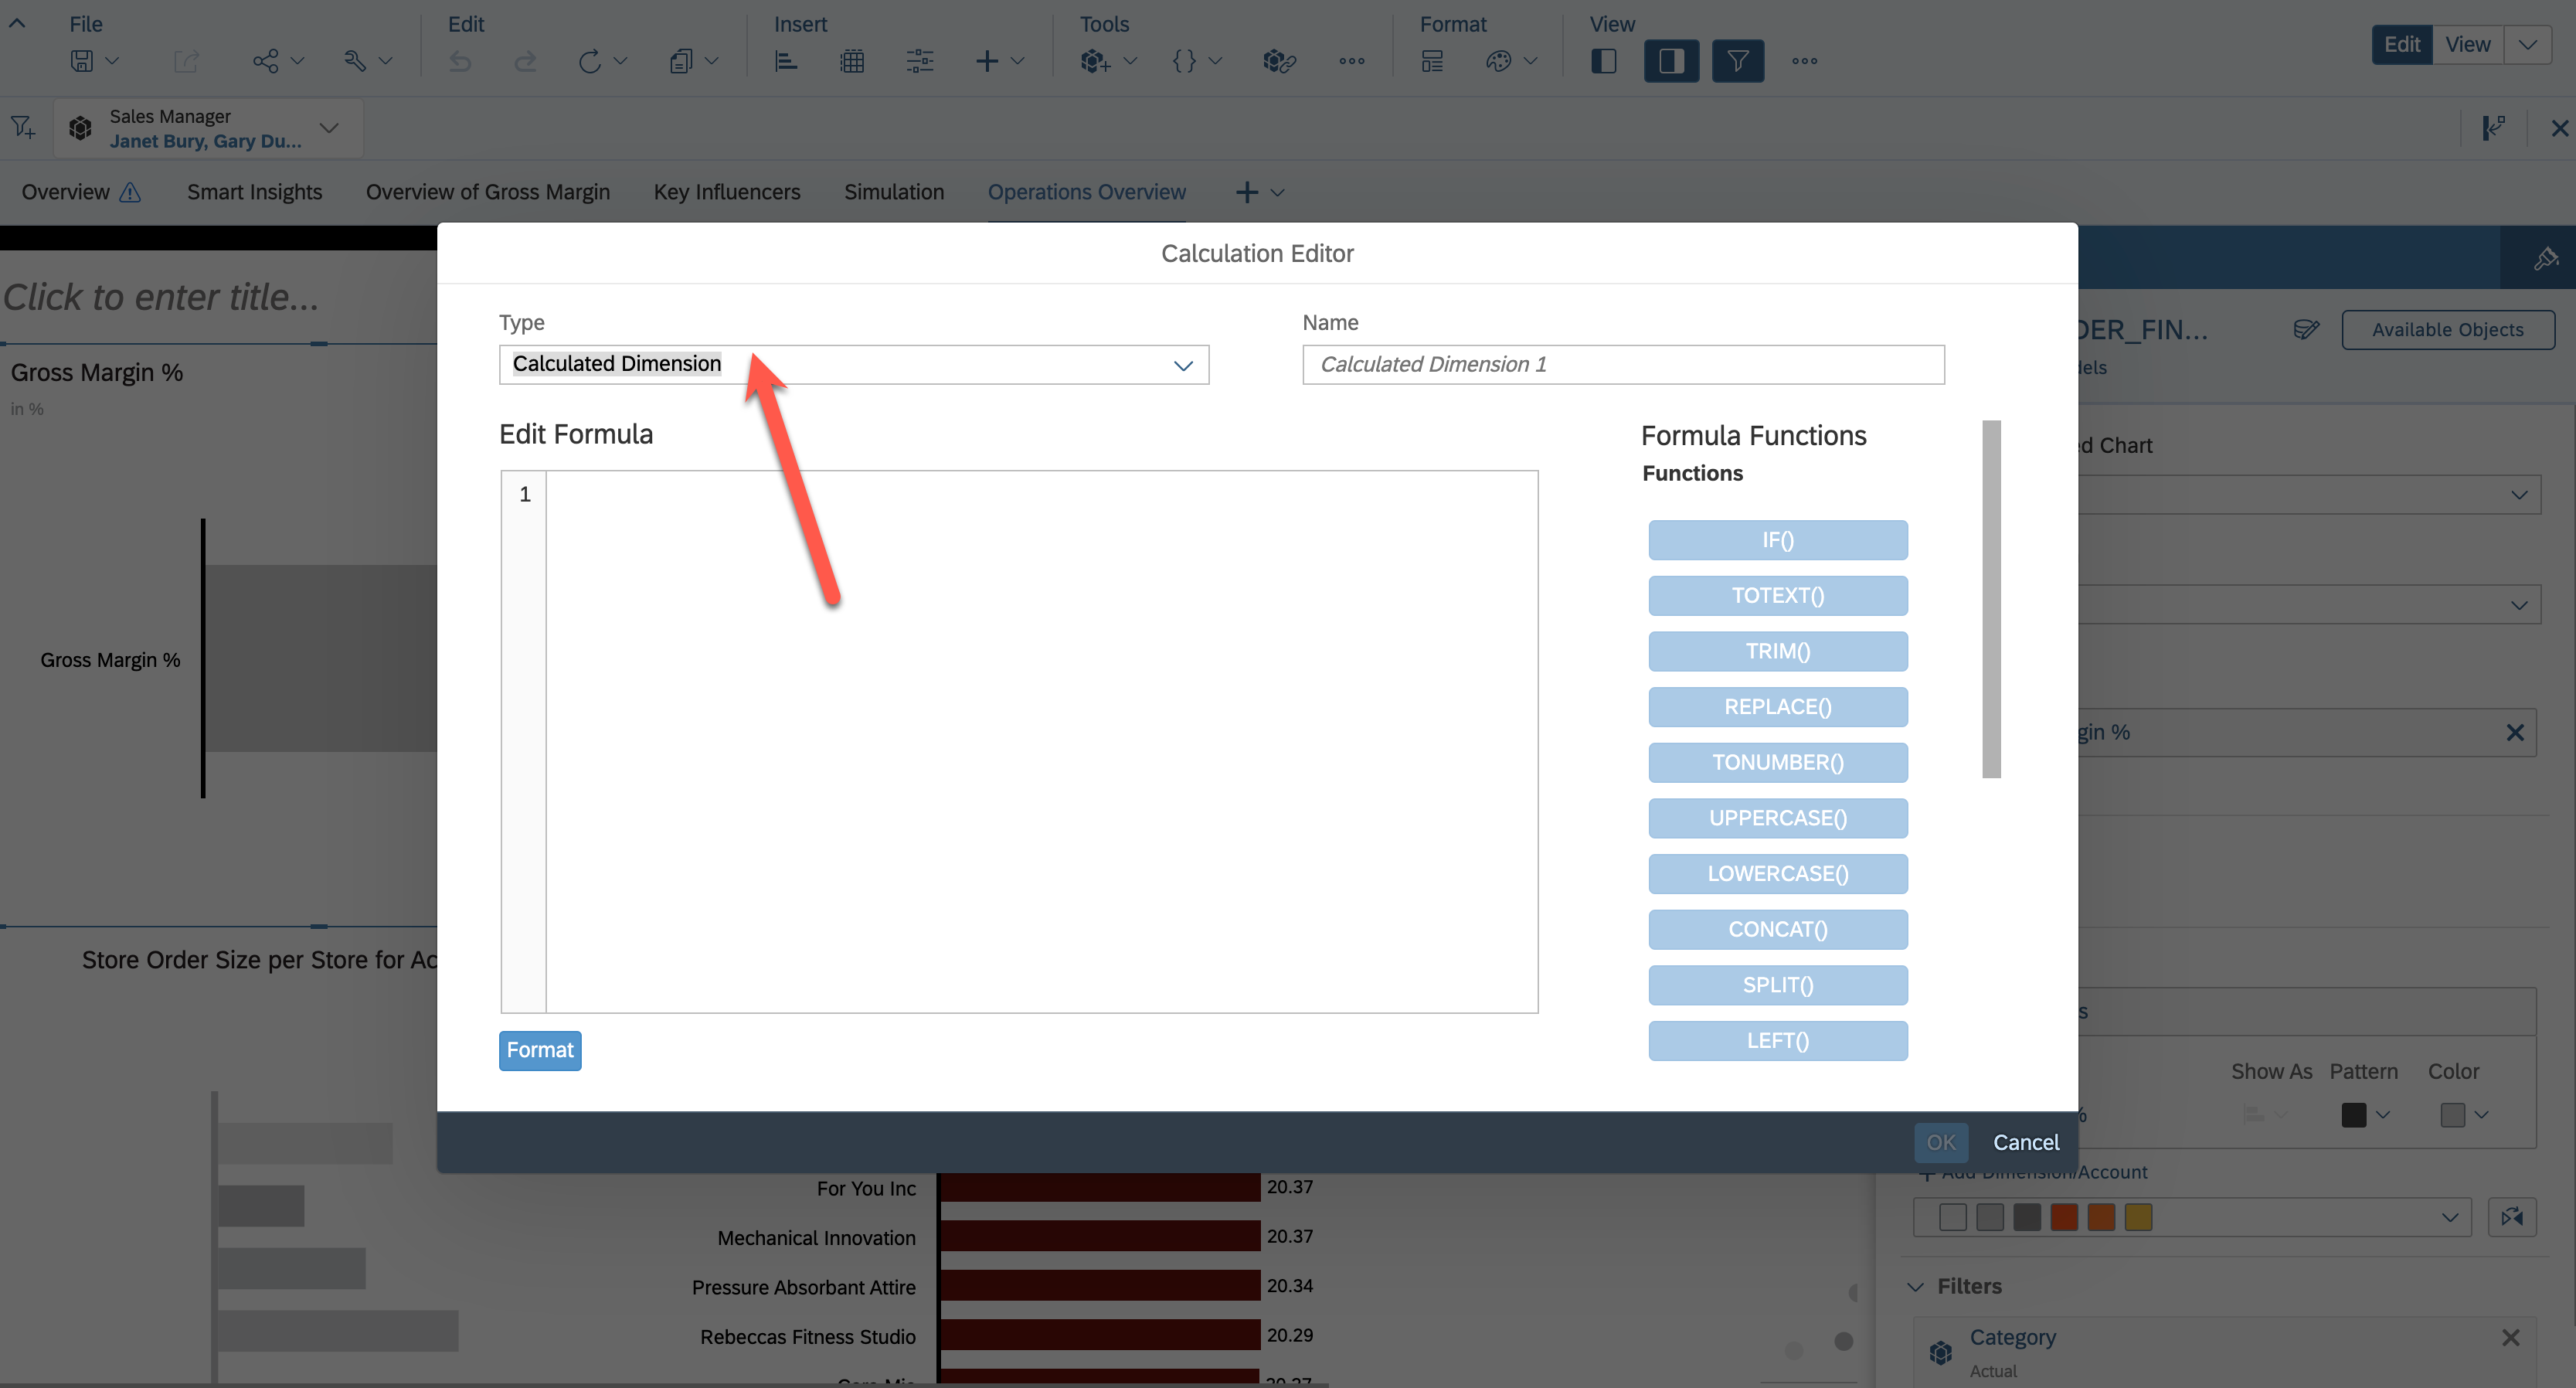 File
Edit
Insert
Tools
Format
View
Edit
View
Sales Manager
Janet Bury, Gary Du...
Overview
Smart Insights
Overview of Gross Margin
Key Influencers
Simulation
Operations Overview
Calculation Editor
Click to enter title...
Type
Name
Calculated Dimension
Calculated Dimension 1
DER_FIN...
Available Objects
dels
Gross Margin %
in %
Edit Formula
Formula Functions
Functions
ed Chart
1
IF()
TOTEXT()
TRIM()
REPLACE()
TONUMBER()
UPPERCASE()
LOWERCASE()
CONCAT()
SPLIT()
LEFT()
Gross Margin %
gin %
Store Order Size per Store for Ac
s
Format
Show As
Pattern
Color
%
OK
Cancel
+ Add Dimension/Account
For You Inc
20.37
Mechanical Innovation
20.37
Pressure Absorbant Attire
20.34
Rebeccas Fitness Studio
20.29
Filters
Category
Actual